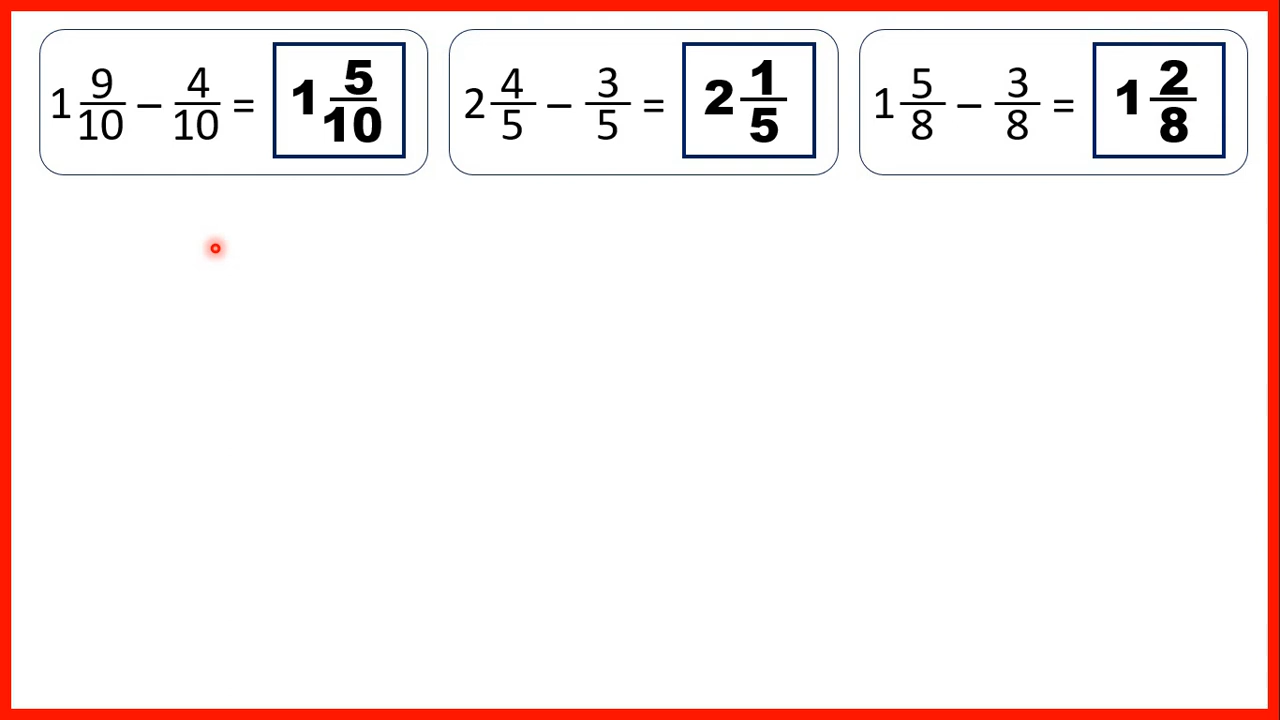 1 9/10 – 4/10 = 1 5/10
2 4/5 – 3/5 = 2 1/5
1 5/8 – 3/8 = 1 2/8